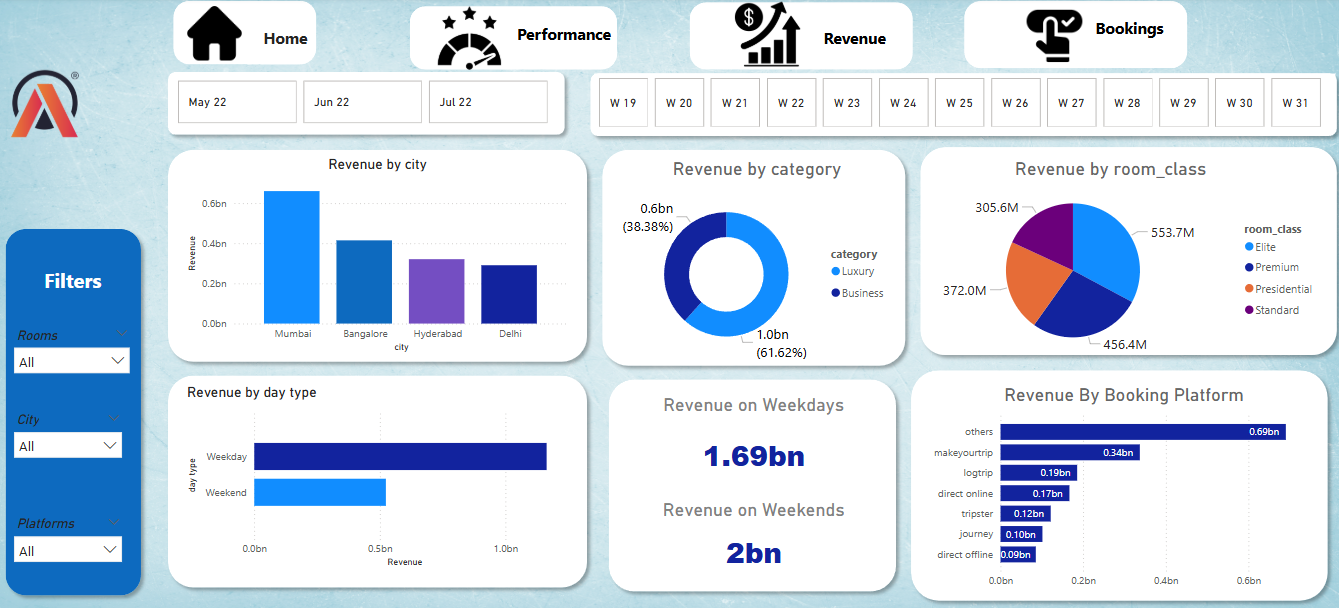 Home
Performance
Revenue
Bookings
®
May 22
Jun 22
Jul 22
W 19
W 20
W 21
W 22
W 23
W 24
W 25
W 26
W 27
W 28
W 29
W 30
W 31
Filters
Rooms
All
City
All
Platforms
All
Revenue by city
Revenue
0.6bn
0.4bn
0.2bn
0.0bn
Mumbai
Bangalore
Hyderabad
Delhi
city
Revenue by category
0.6bn
(38.38%)
1.0bn
(61.62%)
category
Luxury
Business
Revenue by room_class
305.6M
553.7M
372.0M
456.4M
room_class
Elite
Premium
Presidential
Standard
Revenue by day type
day type
Weekday
Weekend
0.0bn
0.5bn
1.0bn
Revenue
Revenue on Weekdays
1.69bn
Revenue on Weekends
2bn
Revenue By Booking Platform
others 0.69bn
makeyourtrip 0.34bn
logtrip 0.19bn
direct online 0.17bn
tripster 0.12bn
journey 0.10bn
direct offline 0.09bn
0.0bn
0.2bn
0.4bn
0.6bn